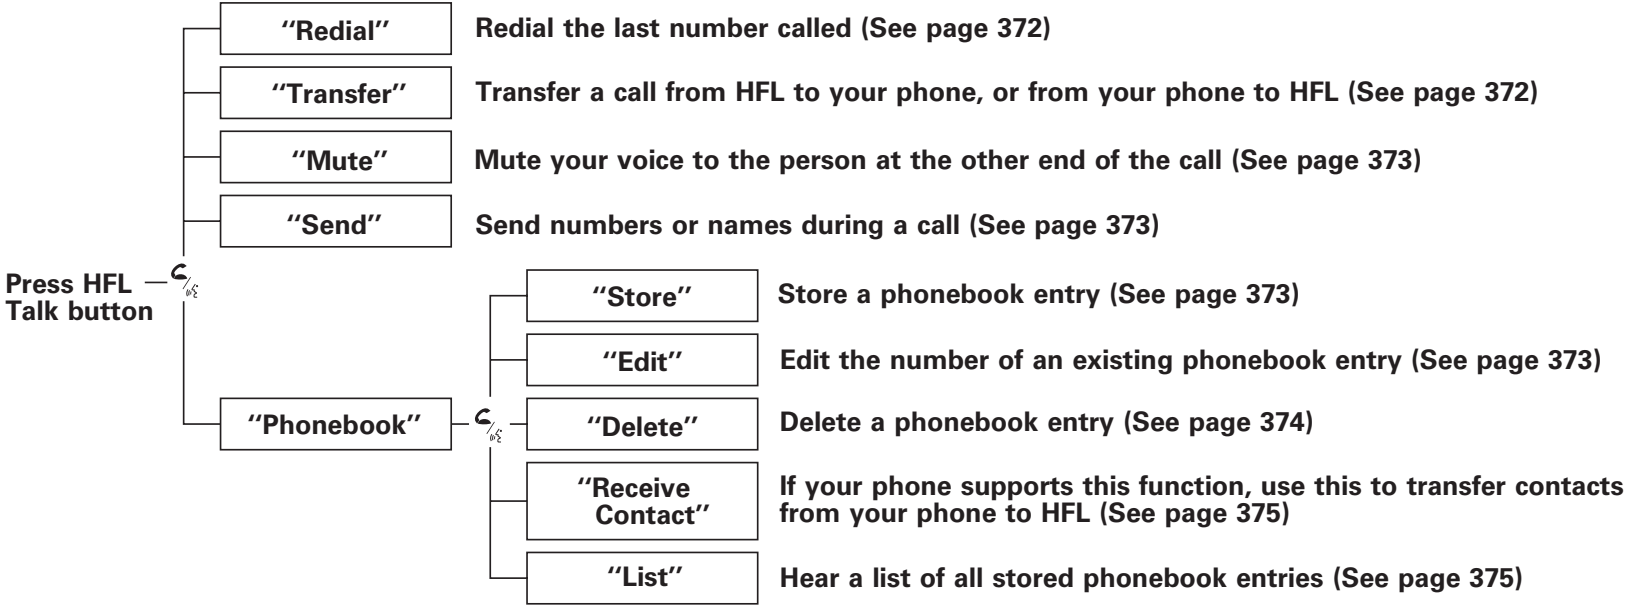 “Redial” Redial the last number called (See page 372)
“Transfer” Transfer a call from HFL to your phone, or from your phone to HFL (See page 372)
“Mute” Mute your voice to the person at the other end of the call (See page 373)
“Send” Send numbers or names during a call (See page 373)
Press HFL
Talk button
“Phonebook”
“Store” Store a phonebook entry (See page 373)
“Edit” Edit the number of an existing phonebook entry (See page 373)
“Delete” Delete a phonebook entry (See page 374)
“Receive
Contact”
If your phone supports this function, use this to transfer contacts
from your phone to HFL (See page 375)
“List” Hear a list of all stored phonebook entries (See page 375)